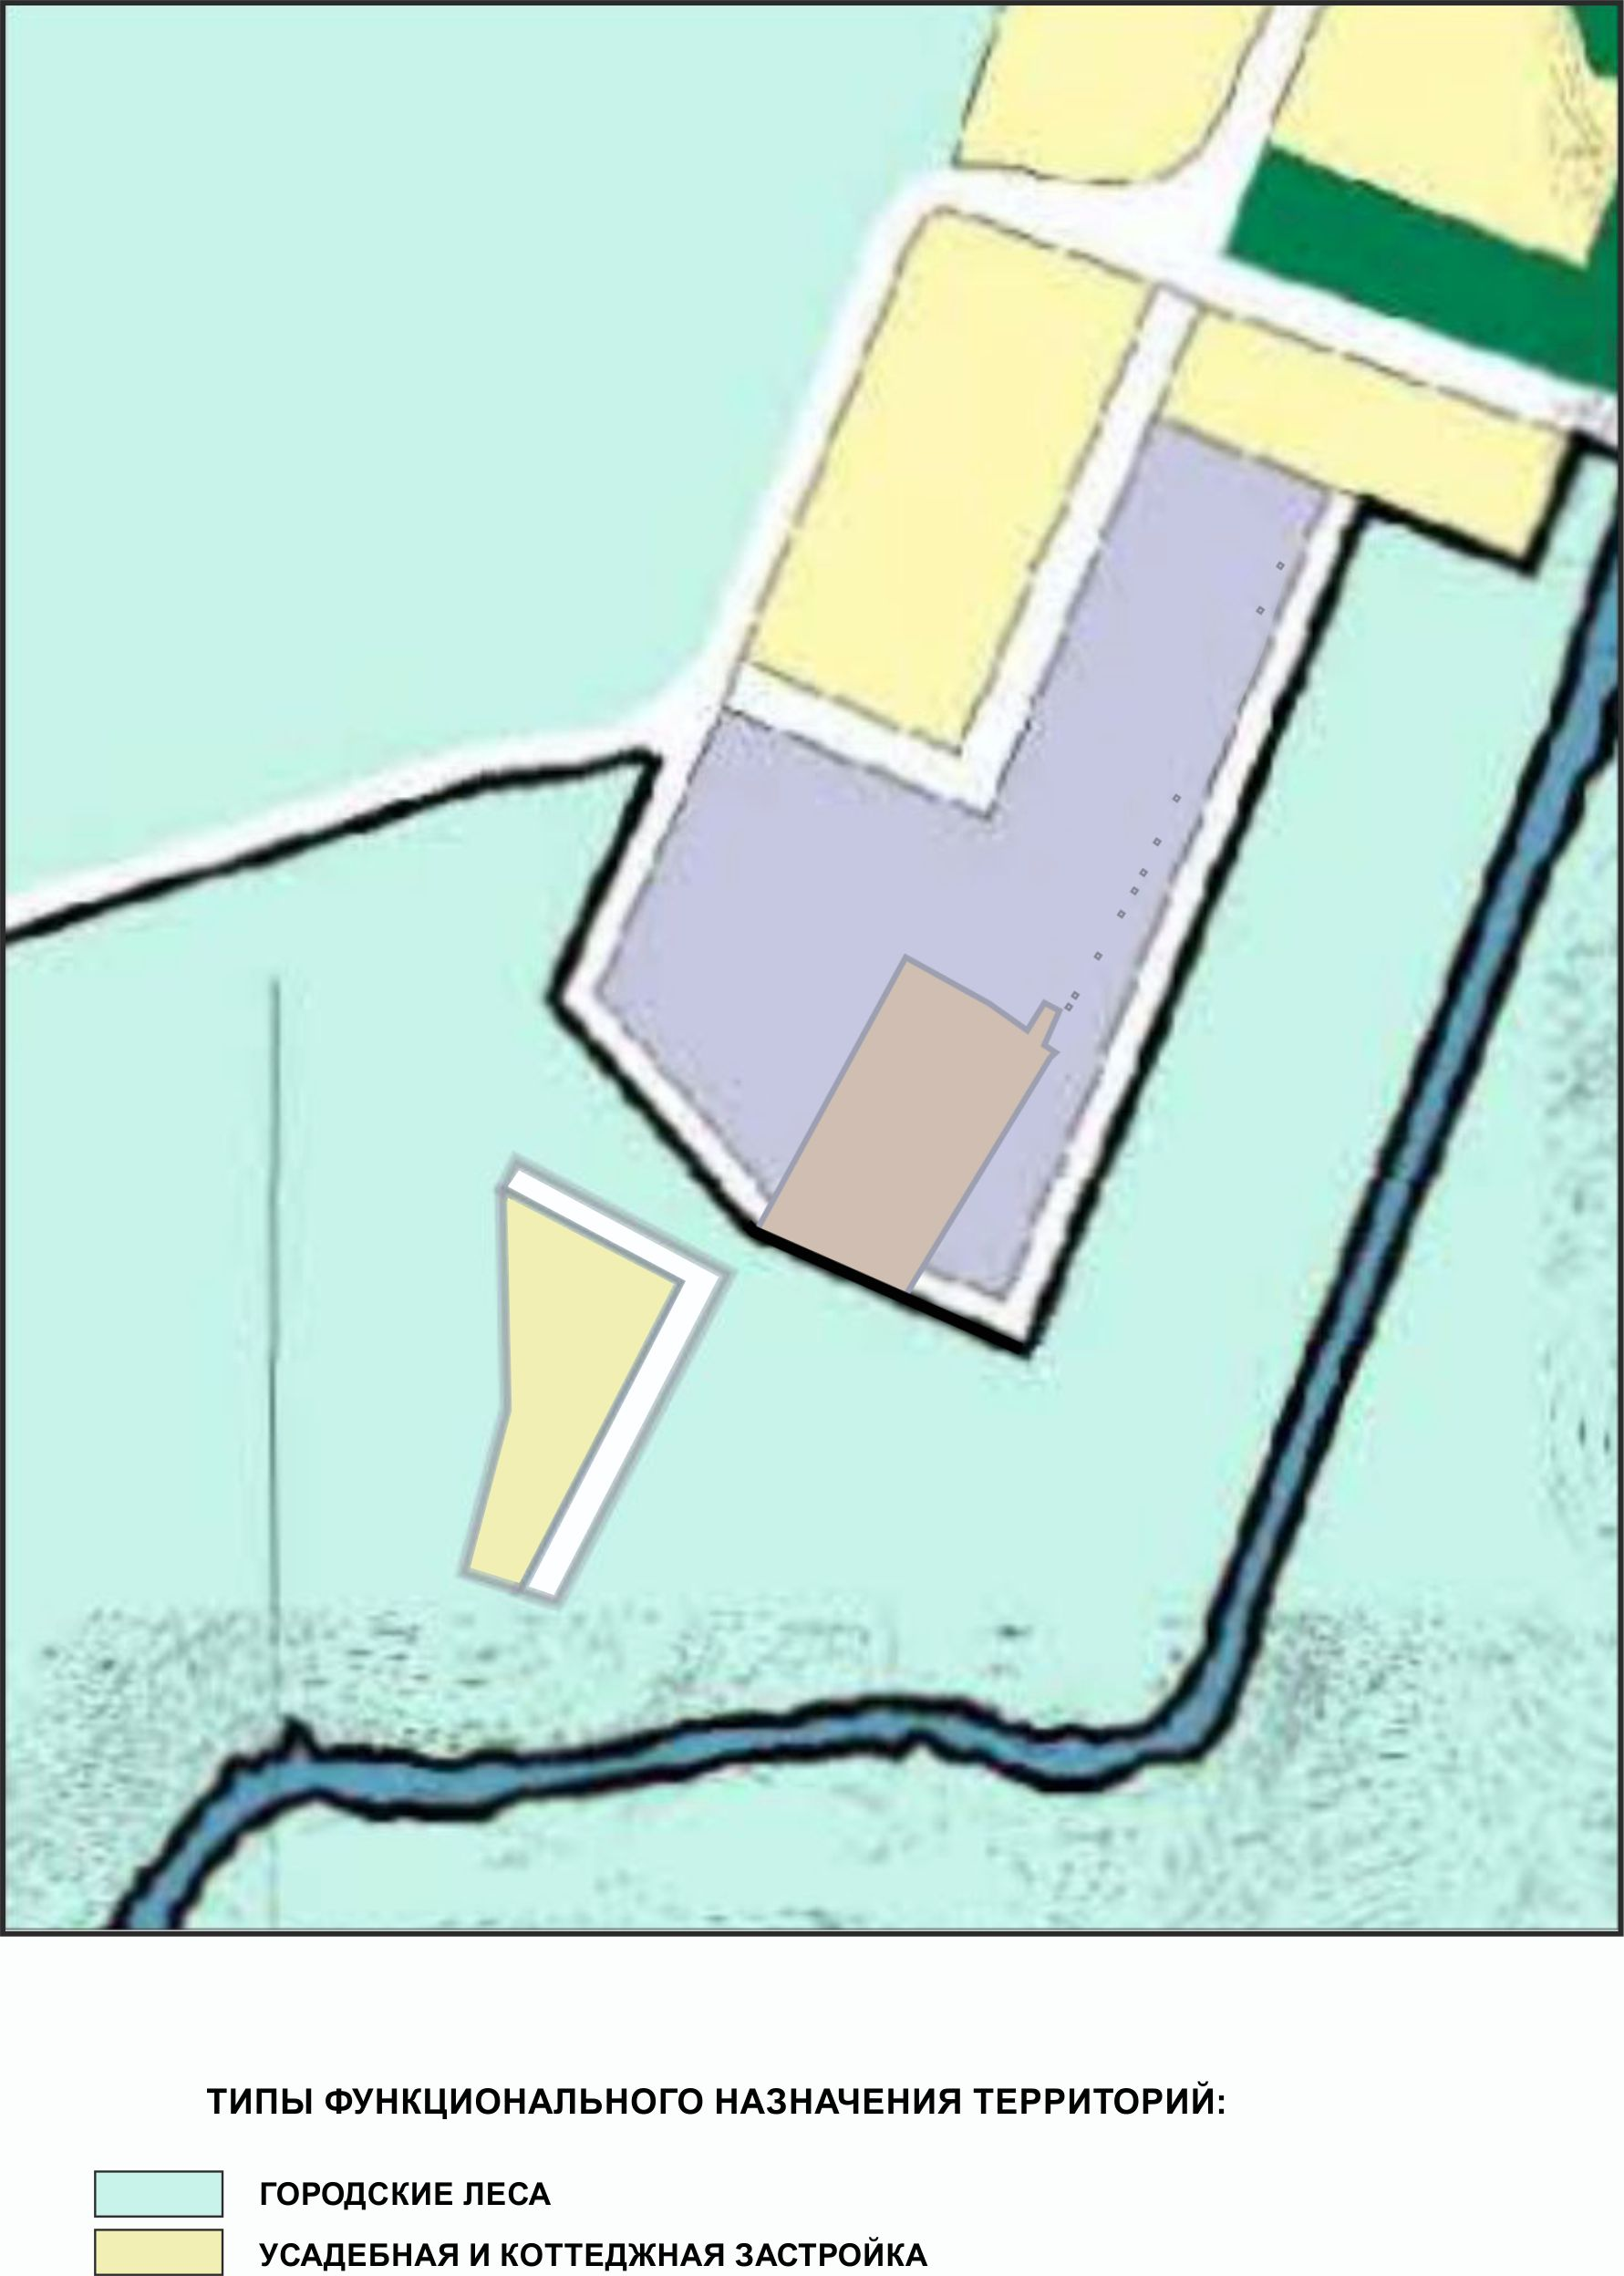 ТИПЫ ФУНКЦИОНАЛЬНОГО НАЗНАЧЕНИЯ ТЕРРИТОРИЙ:
ГОРОДСКИЕ ЛЕСА
УСАДЕБНАЯ И КОТТЕДЖНАЯ ЗАСТРОЙКА